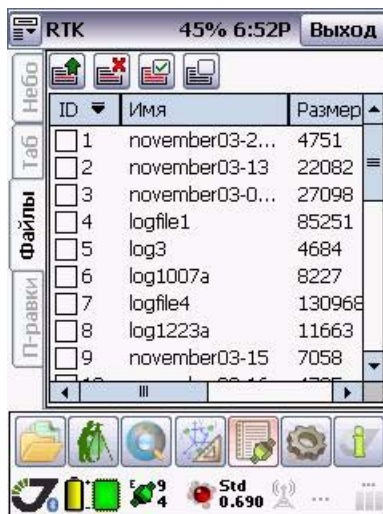 RTK 45% 6:52P Выход
Небо
Таб
Файлы
П-равки
ID Имя Размер
1 november03-2... 4751
2 november03-13 22082
3 november03-0... 27098
4 logfile1 85251
5 log3 4684
6 log1007a 8227
7 logfile4 130968
8 log1223a 11663
9 november03-15 7058
9
4
Std
0.690
...